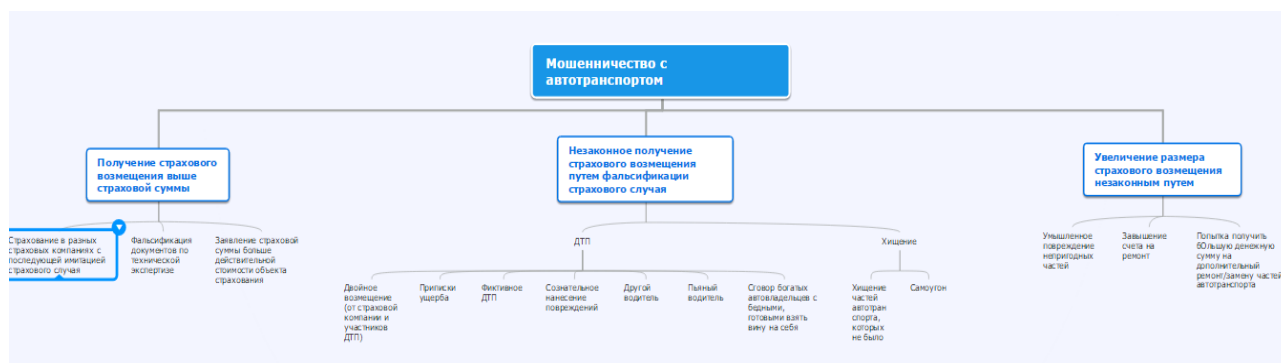 Мошенничество с
автотранспортом
Получение страхового
возмещения выше
страховой суммы
Незаконное получение
страхового возмещения
путем фальсификации
страхового случая
Увеличение размера
страхового возмещения
незаконным путем
Страхование в разных
страховых компаниях с
последующей имитацией
страхового случая
Фальсификация
документов по
технической
экспертизе
Заявление страховой
суммы больше
действительной
стоимости объекта
страхования
ДТП
Хищение
Умышленное
повреждение
непригодных
частей
Завышение
счета на
ремонт
Попытка получить
бОльшую денежную
сумму на
дополнительный
ремонт/замену частей
автотранспорта
Двойное
возмещение
(от страховой
компании и
участников
ДТП)
Приписки
ущерба
Фиктивное
ДТП
Сознательное
нанесение
повреждений
Другой
водитель
Пьяный
водитель
Сговор богатых
автовладельцев с
бедными,
готовыми взять
вину на себя
Хищение
частей
автотран
спорта,
которых
не было
Самоугон